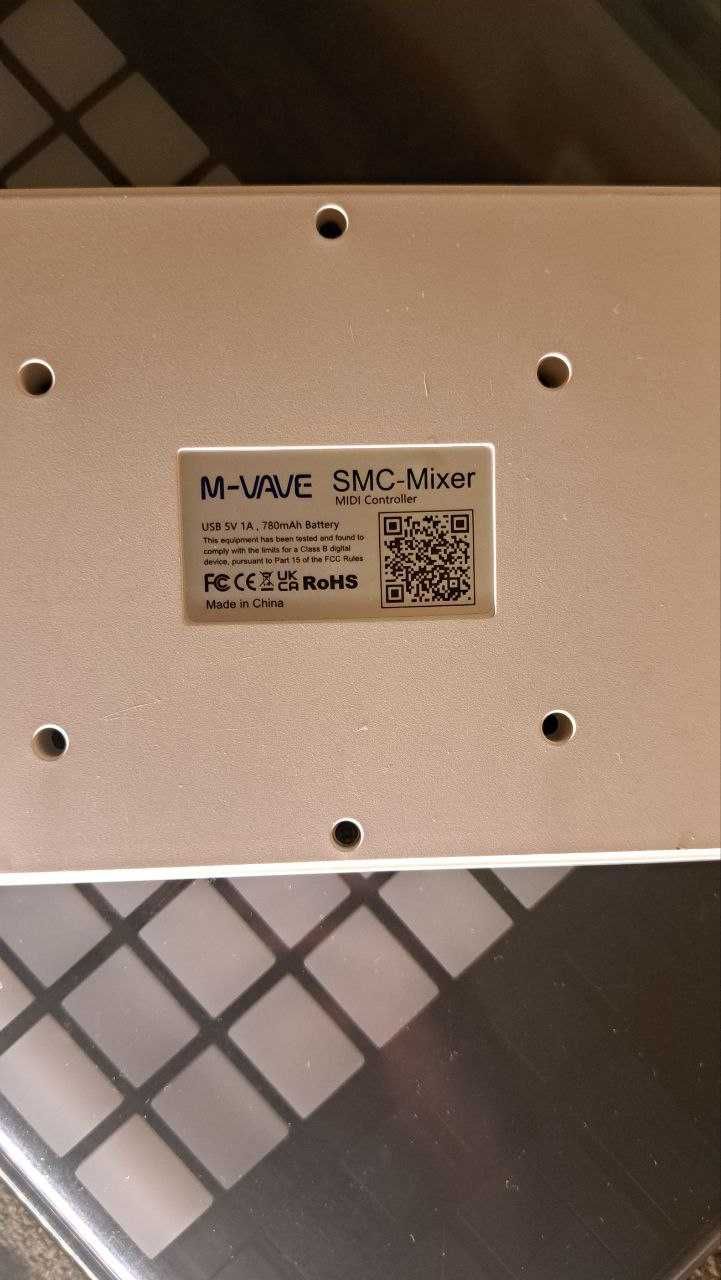 M-VAVE SMC-Mixer
MIDI Controller
USB 5V 1A , 780mAh Battery
This equipment has been tested and found to
comply with the limits for a Class B digital
device, pursuant to Part 15 of the FCC Rules
FC CE UK CA RoHS
Made in China